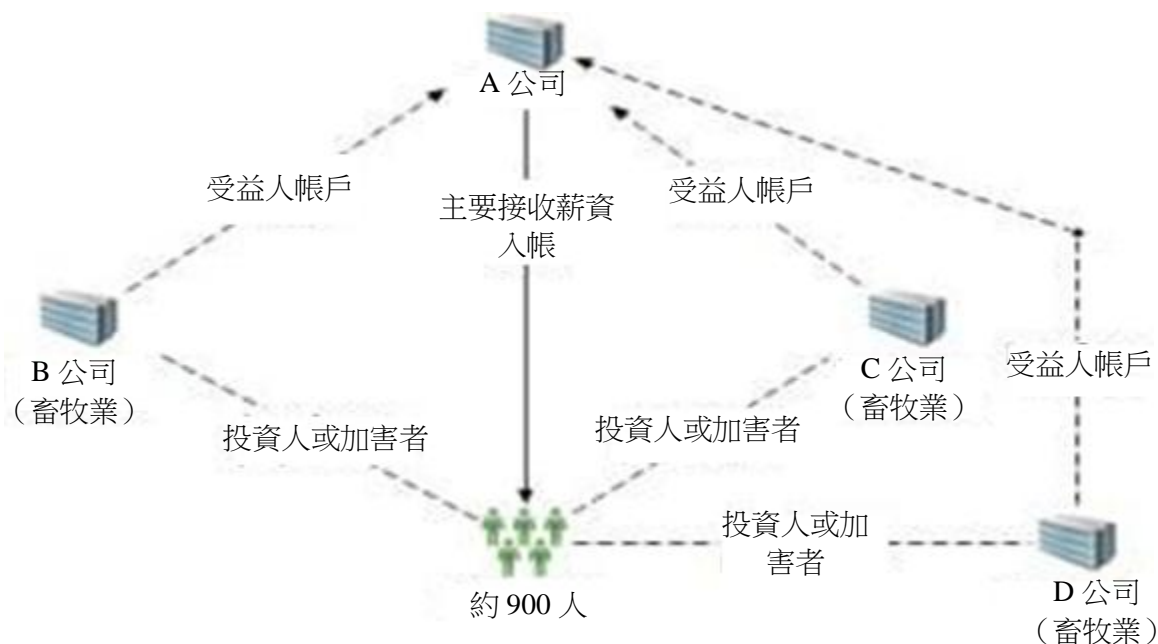 A 公司
受益人帳戶
主要接收薪資
入帳
受益人帳戶
受益人帳戶
B 公司
（畜牧業）
C 公司
（畜牧業）
投資人或加害者
投資人或加害者
投資人或加
害者
約 900 人
D 公司
（畜牧業）